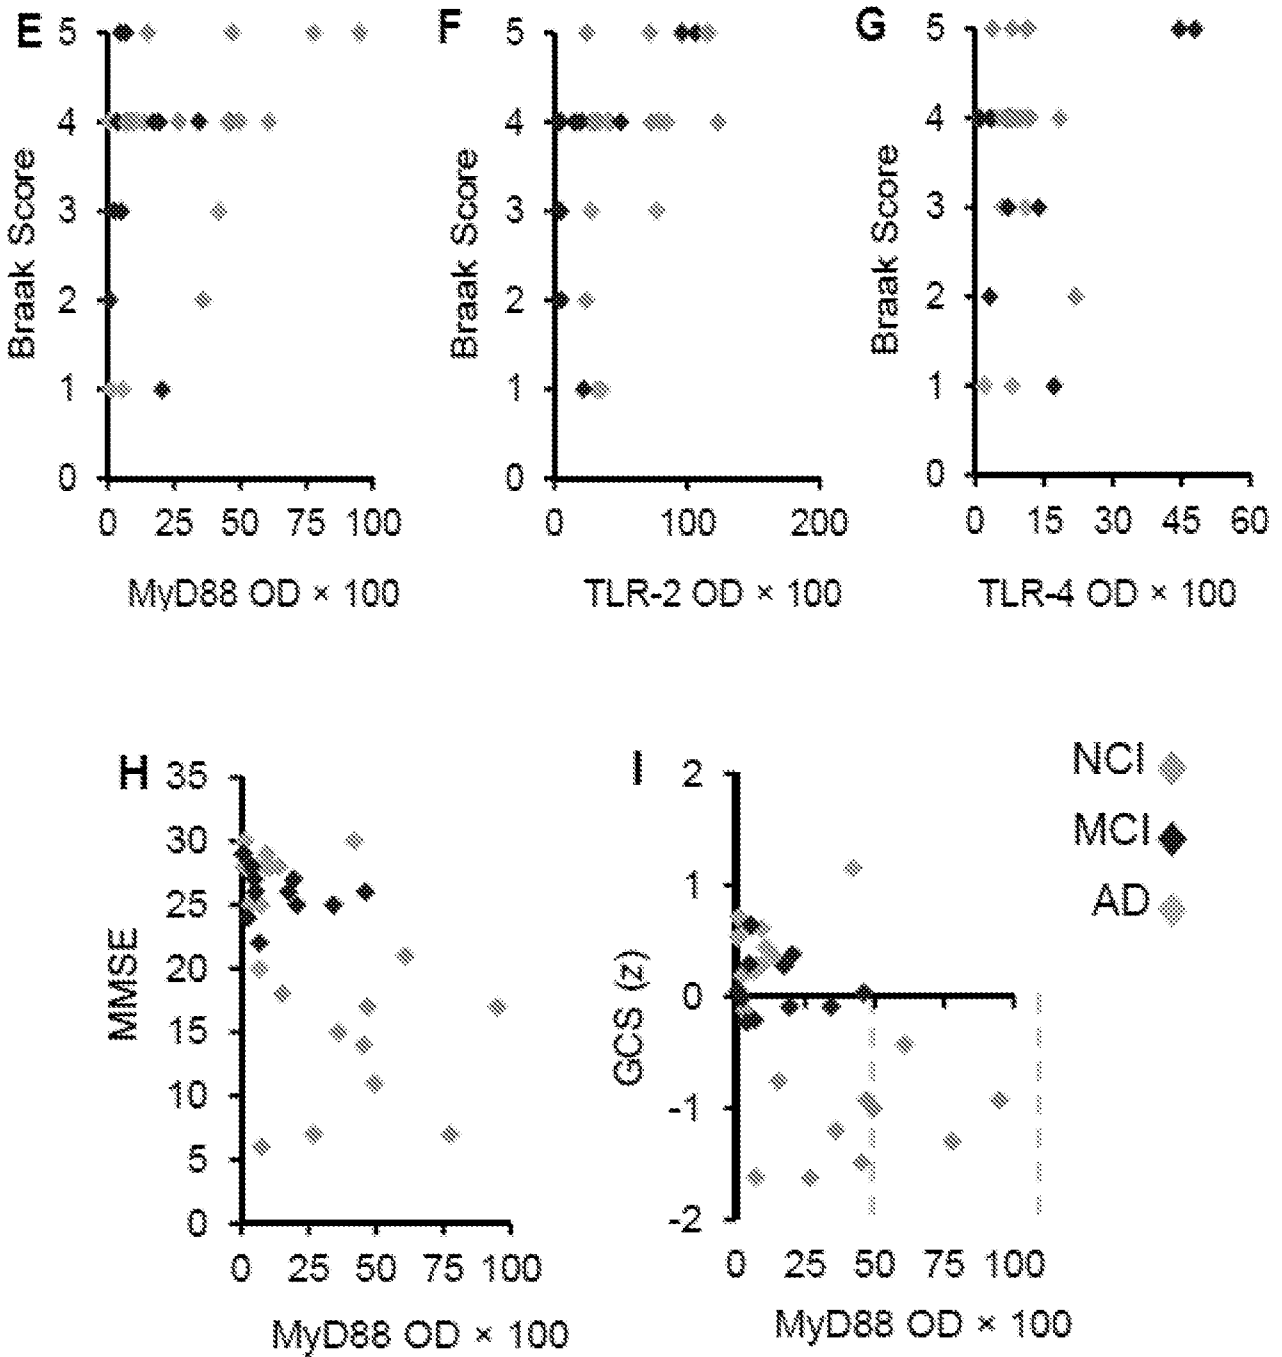 E
5
4
3
2
1
0
Braak Score
0 25 50 75 100
MyD88 OD × 100
F
5
4
3
2
1
0
Braak Score
0 100 200
TLR-2 OD × 100
G
5
4
3
2
1
0
Braak Score
0 15 30 45 60
TLR-4 OD × 100
H
35
30
25
20
15
10
5
0
MMSE
0 25 50 75 100
MyD88 OD × 100
I
2
1
0
-1
-2
GCS (z)
0 25 50 75 100
MyD88 OD × 100
NCI
MCI
AD